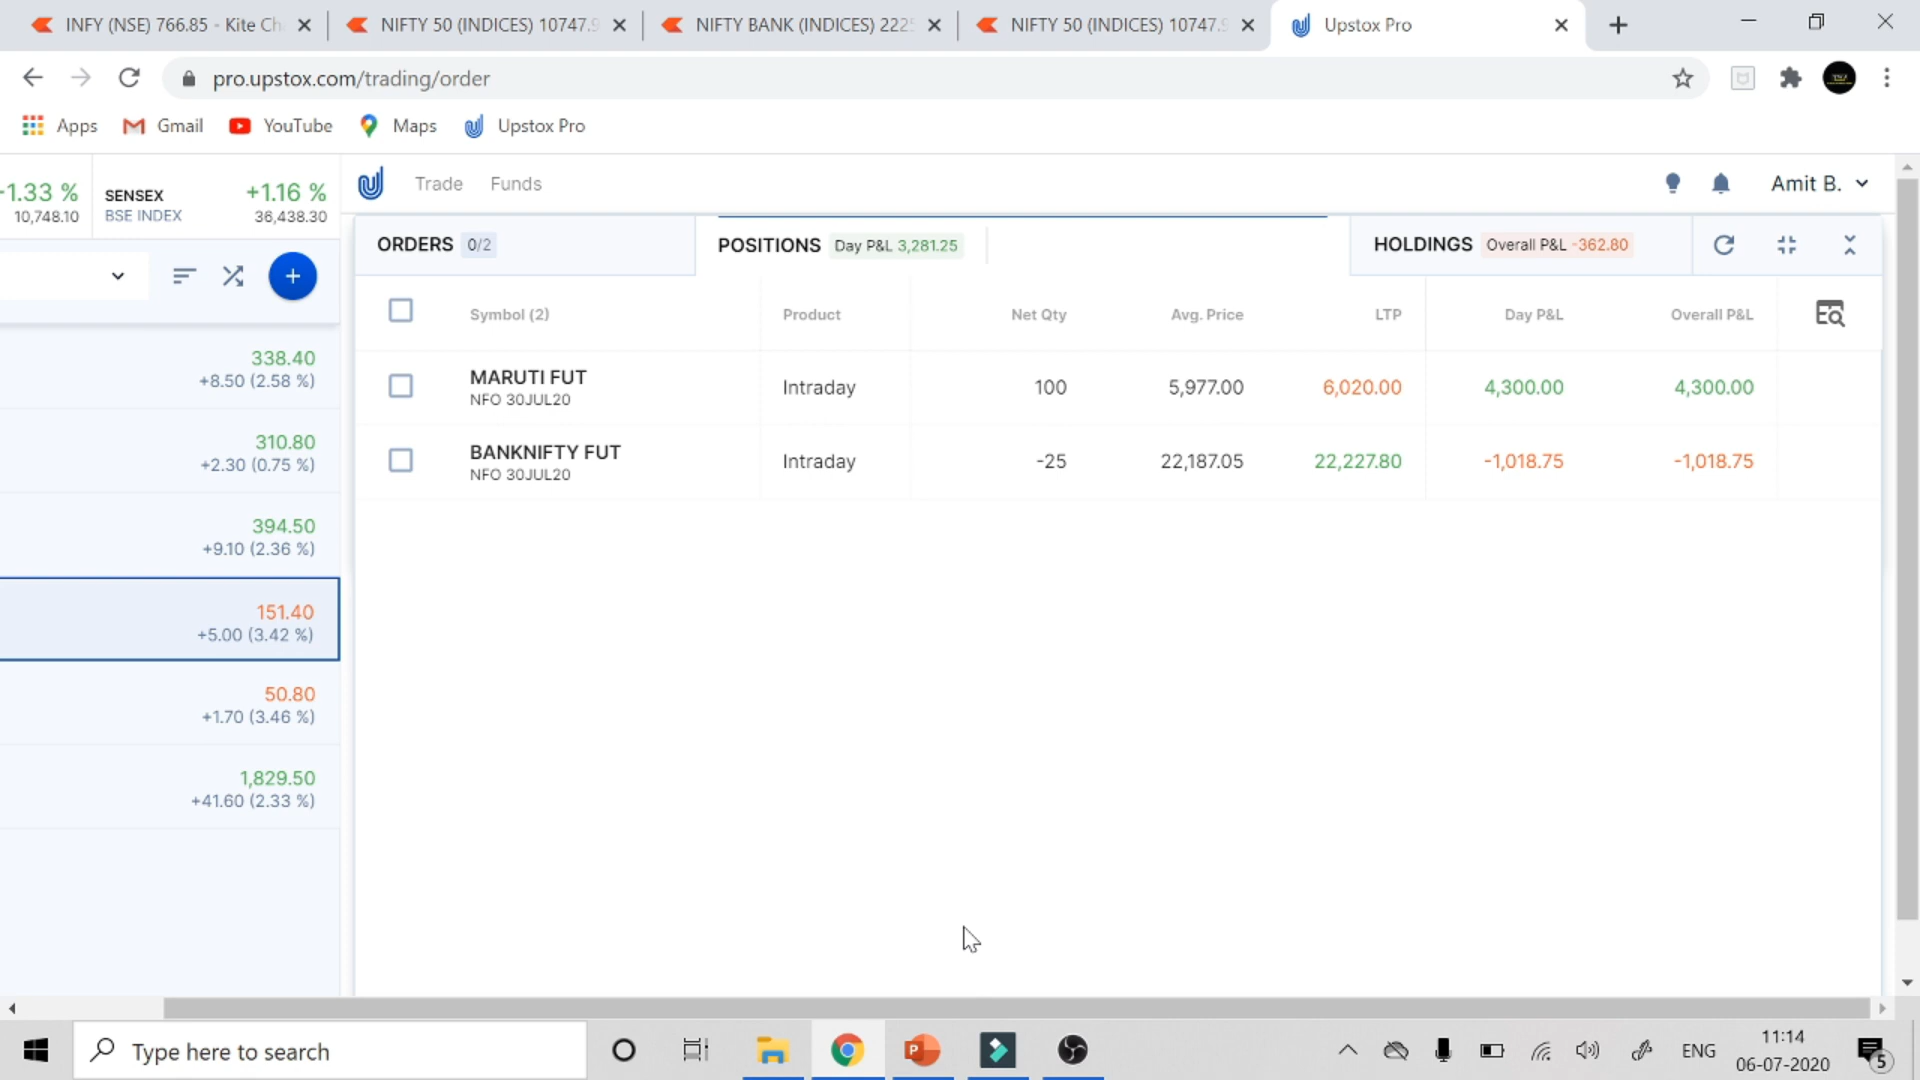 INFY (NSE) 766.85 - Kite Ch
NIFTY 50 (INDICES) 10747.9
NIFTY BANK (INDICES) 222
NIFTY 50 (INDICES) 10747.9
Upstox Pro
pro.upstox.com/trading/order
Apps
Gmail
YouTube
Maps
Upstox Pro
-1.33 %
10,748.10
SENSEX
+1.16 %
BSE INDEX
36,438.30
Trade
Funds
Amit B.
ORDERS 0/2
POSITIONS Day P&L 3,281.25
HOLDINGS Overall P&L -362.80
Symbol (2)
Product
Net Qty
Avg. Price
LTP
Day P&L
Overall P&L
MARUTI FUT
NFO 30JUL20
Intraday
100
5,977.00
6,020.00
4,300.00
4,300.00
BANKNIFTY FUT
NFO 30JUL20
Intraday
-25
22,187.05
22,227.80
-1,018.75
-1,018.75
338.40
+8.50 (2.58 %)
310.80
+2.30 (0.75 %)
394.50
+9.10 (2.36 %)
151.40
+5.00 (3.42 %)
50.80
+1.70 (3.46 %)
1,829.50
+41.60 (2.33 %)
Type here to search
ENG
11:14
06-07-2020
5